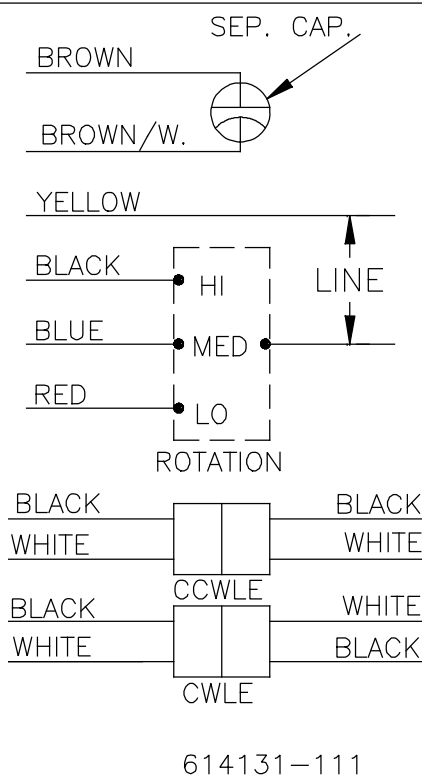 SEP. CAP.
BROWN
BROWN/W.
YELLOW
BLACK
HI
LINE
BLUE
MED
RED
LO
ROTATION
BLACK
BLACK
WHITE
WHITE
CCWLE
BLACK
WHITE
WHITE
BLACK
CWLE
614131-111